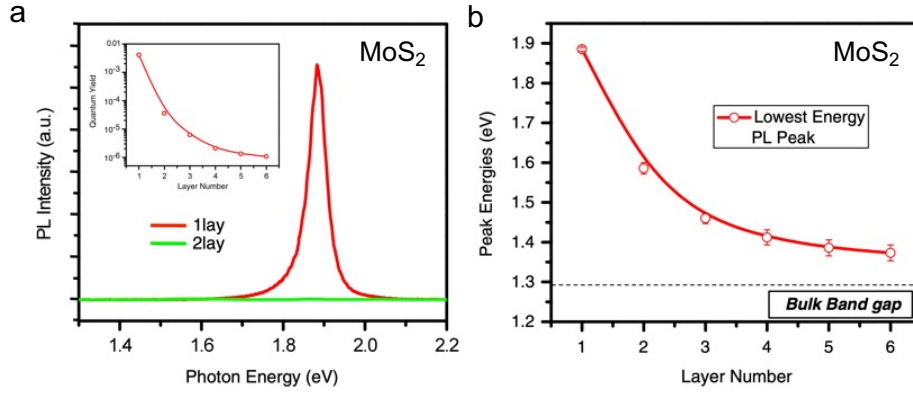 a
MoS₂
PL Intensity (a.u.)
Quantum Yield
0.01
10⁻³
10⁻⁴
10⁻⁵
10⁻⁶
1 2 3 4 5 6
Layer Number
1lay
2lay
1.4 1.6 1.8 2.0 2.2
Photon Energy (eV)
b
MoS₂
Peak Energies (eV)
1.9
1.8
1.7
1.6
1.5
1.4
1.3
1.2
Lowest Energy
PL Peak
Bulk Band gap
1 2 3 4 5 6
Layer Number